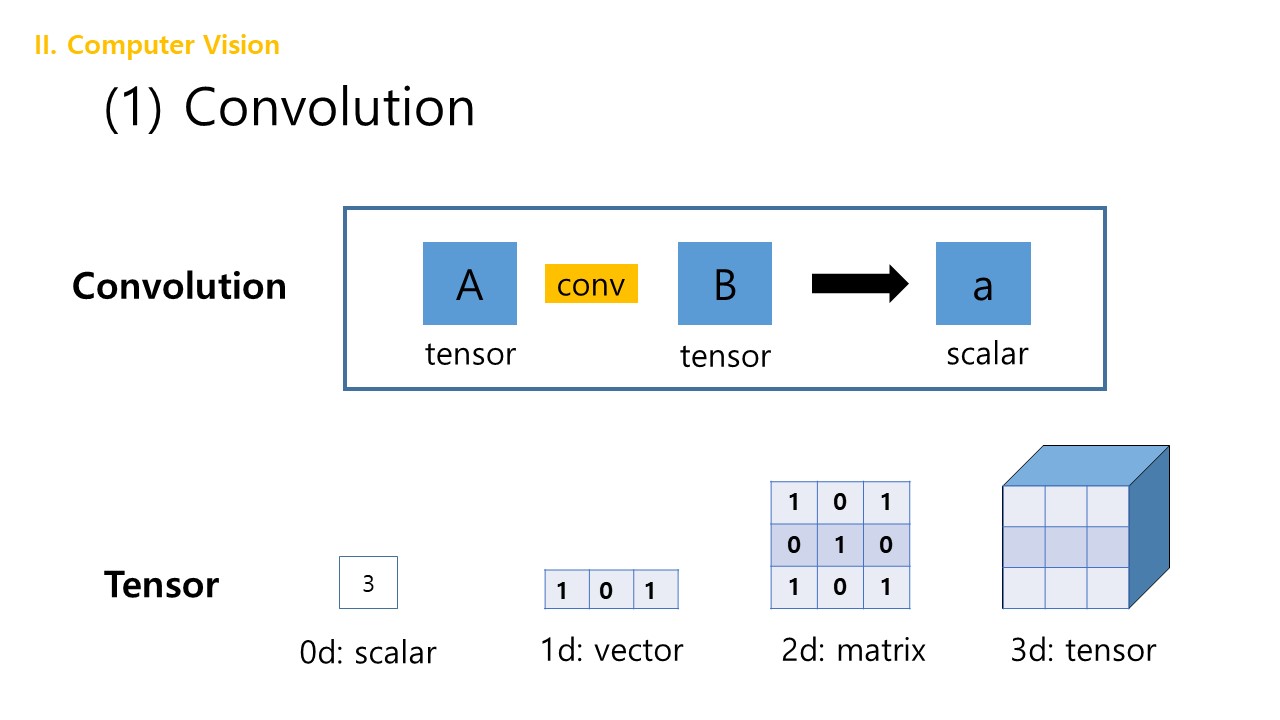 II. Computer Vision
(1) Convolution
Convolution
A conv B a
tensor tensor scalar
Tensor
3
1 0 1
1 0 1
0 1 0
1 0 1
0d: scalar 1d: vector 2d: matrix 3d: tensor